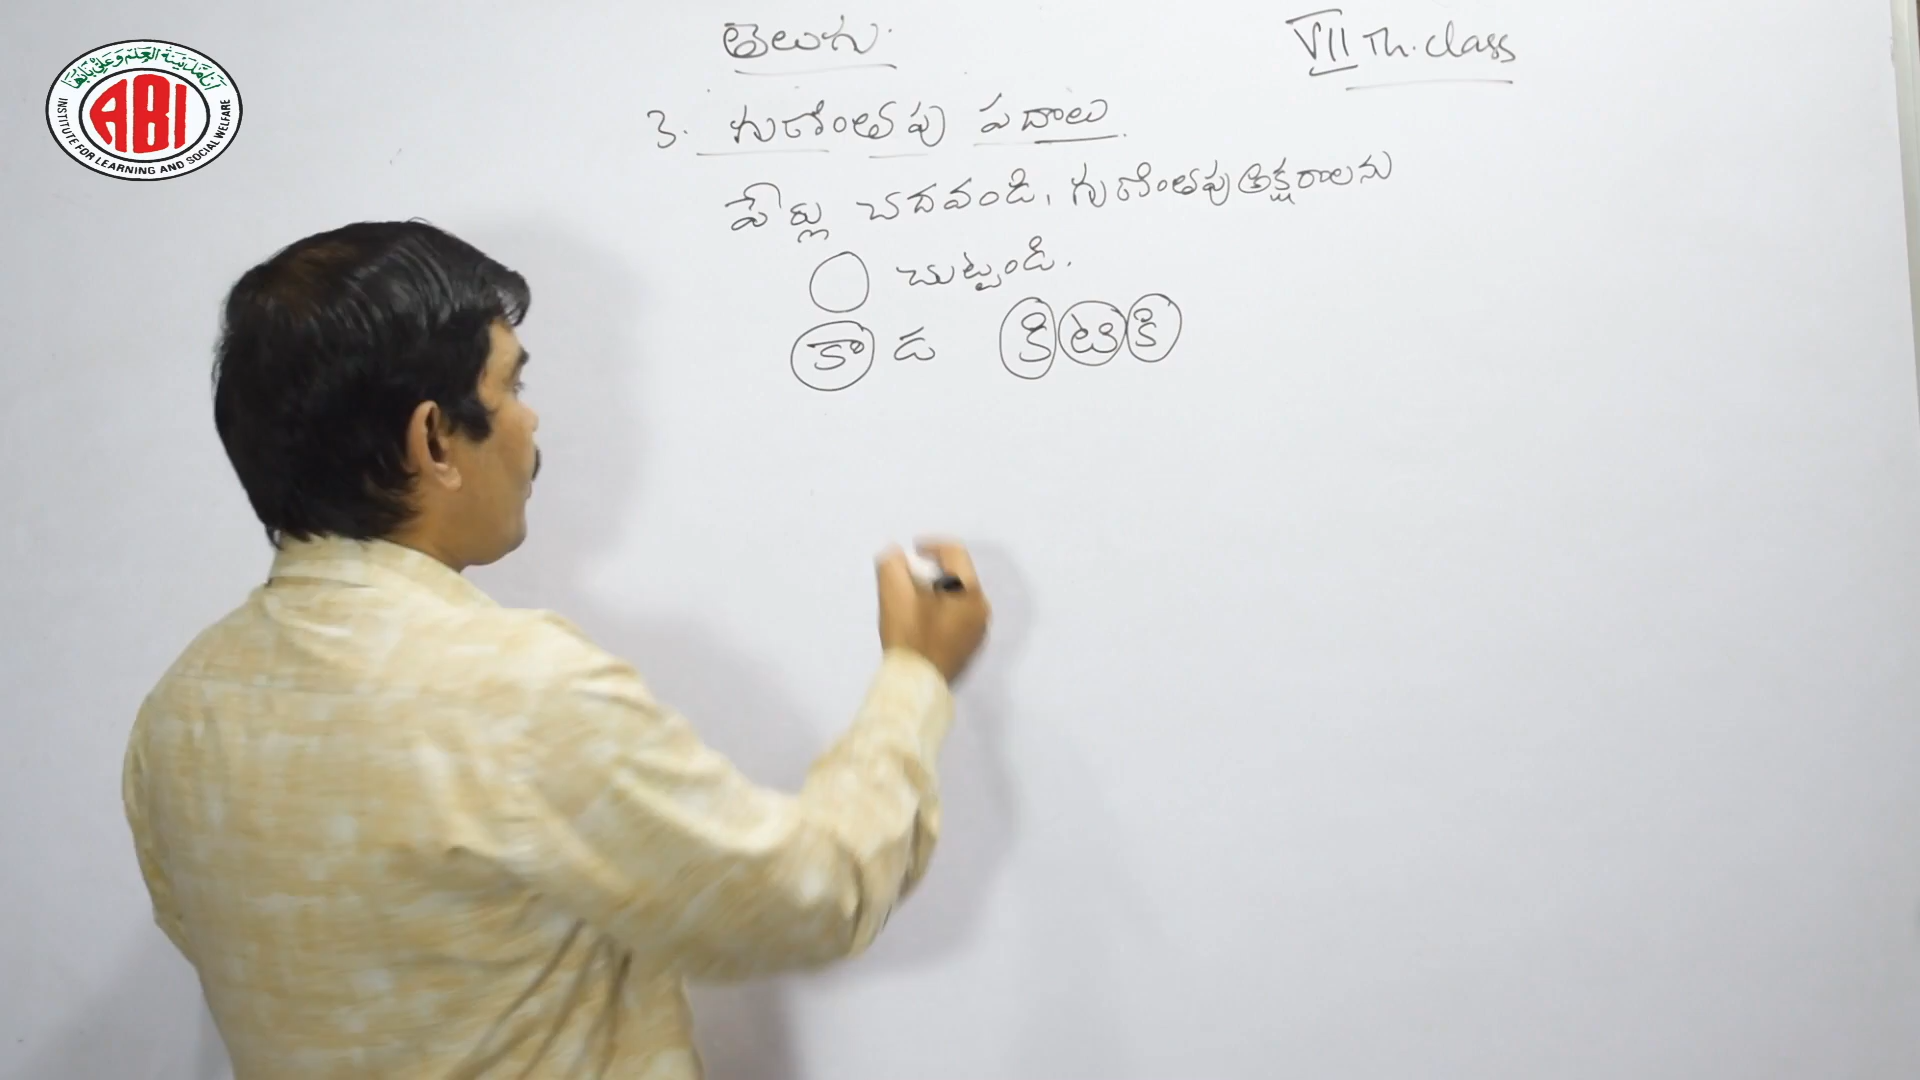 తెలుగు.
VII Th. class
3. గుణింతపు పదాలు.
పేర్లు చదవండి, గుణింతపు అక్షరాలను
చుట్టండి.
కాడ కిటికి
ABI
INSTITUTE FOR LEARNING AND SOCIAL WELFARE